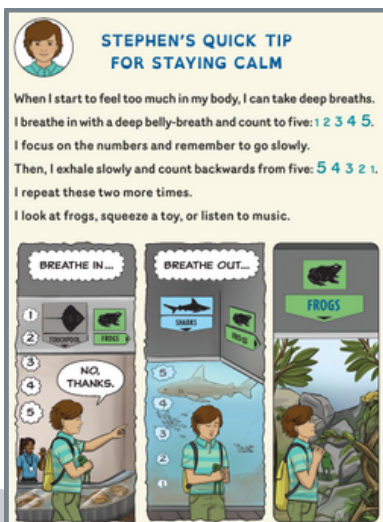 STEPHEN'S QUICK TIP
FOR STAYING CALM
When I start to feel too much in my body, I can take deep breaths.
I breathe in with a deep belly-breath and count to five: 1 2 3 4 5.
I focus on the numbers and remember to go slowly.
Then, I exhale slowly and count backwards from five: 5 4 3 2 1.
I repeat these two more times.
I look at frogs, squeeze a toy, or listen to music.
BREATHE IN...
1
2
3
4
5
TOUCHPOOL
FROGS
NO,
THANKS.
BREATHE OUT...
SHARKS
FROGS
5
4
3
2
1
FROGS